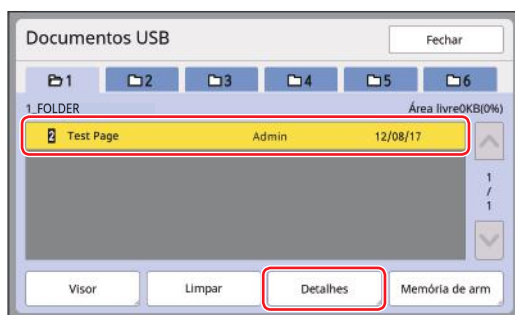 Documentos USB
Fechar
1 2 3 4 5 6
1_FOLDER
Área livre0KB(0%)
2 Test Page Admin 12/08/17
1
/
1
Visor Limpar Detalhes Memória de arm